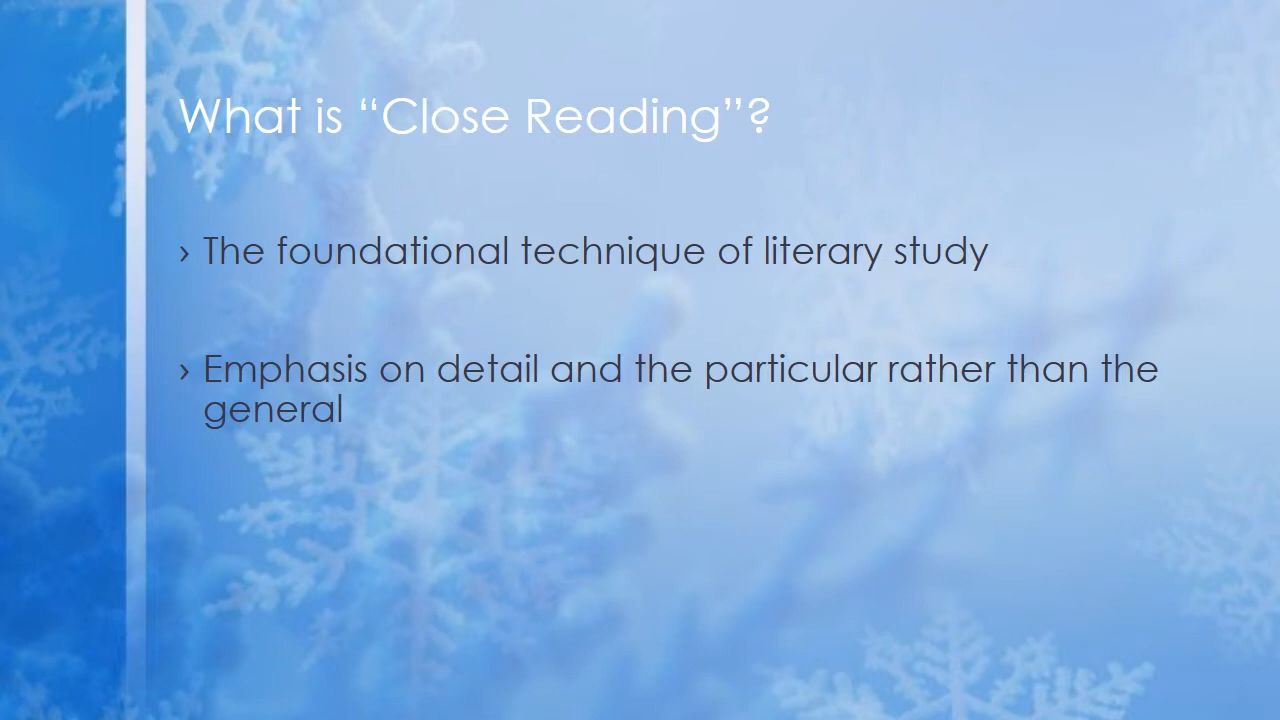 What is “Close Reading”?
› The foundational technique of literary study
› Emphasis on detail and the particular rather than the
general